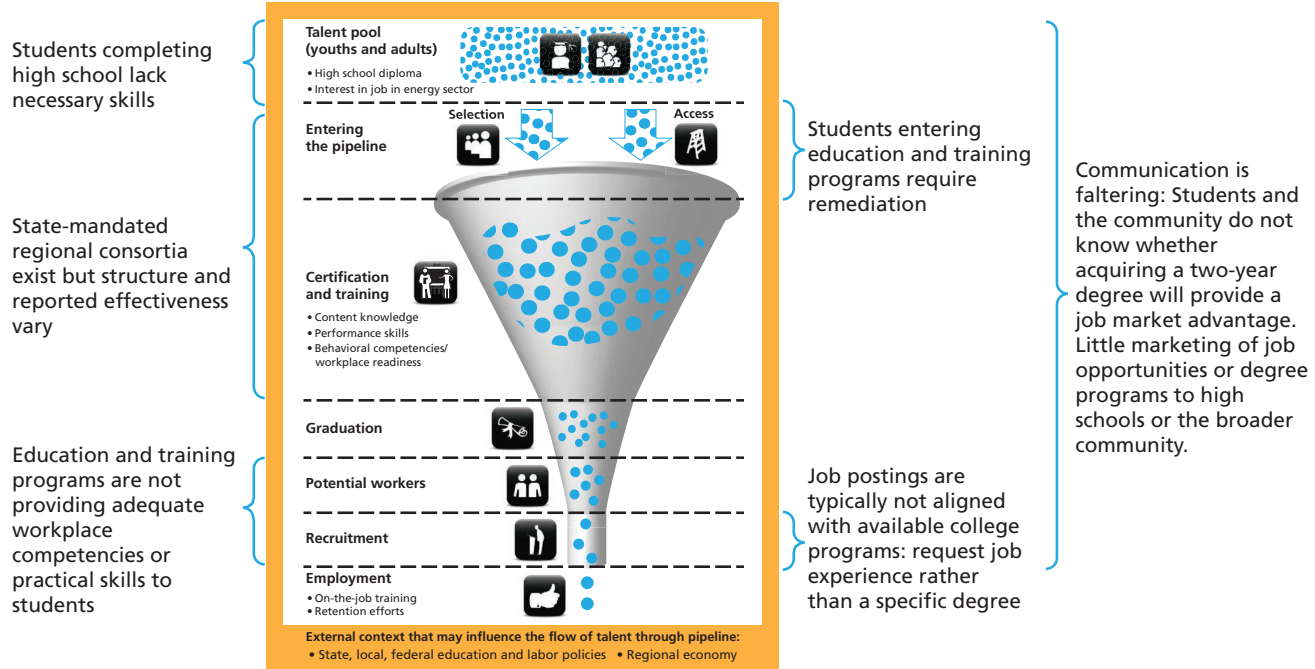 Students completing
high school lack
necessary skills
State-mandated
regional consortia
exist but structure and
reported effectiveness
vary
Education and training
programs are not
providing adequate
workplace
competencies or
practical skills to
students
Talent pool
(youths and adults)
• High school diploma
• Interest in job in energy sector
Selection
Access
Entering
the pipeline
Certification
and training
• Content knowledge
• Performance skills
• Behavioral competencies/
workplace readiness
Graduation
Potential workers
Recruitment
Employment
• On-the-job training
• Retention efforts
External context that may influence the flow of talent through pipeline:
• State, local, federal education and labor policies • Regional economy
Students entering
education and training
programs require
remediation
Job postings are
typically not aligned
with available college
programs: request job
experience rather
than a specific degree
Communication is
faltering: Students and
the community do not
know whether
acquiring a two-year
degree will provide a
job market advantage.
Little marketing of job
opportunities or degree
programs to high
schools or the broader
community.